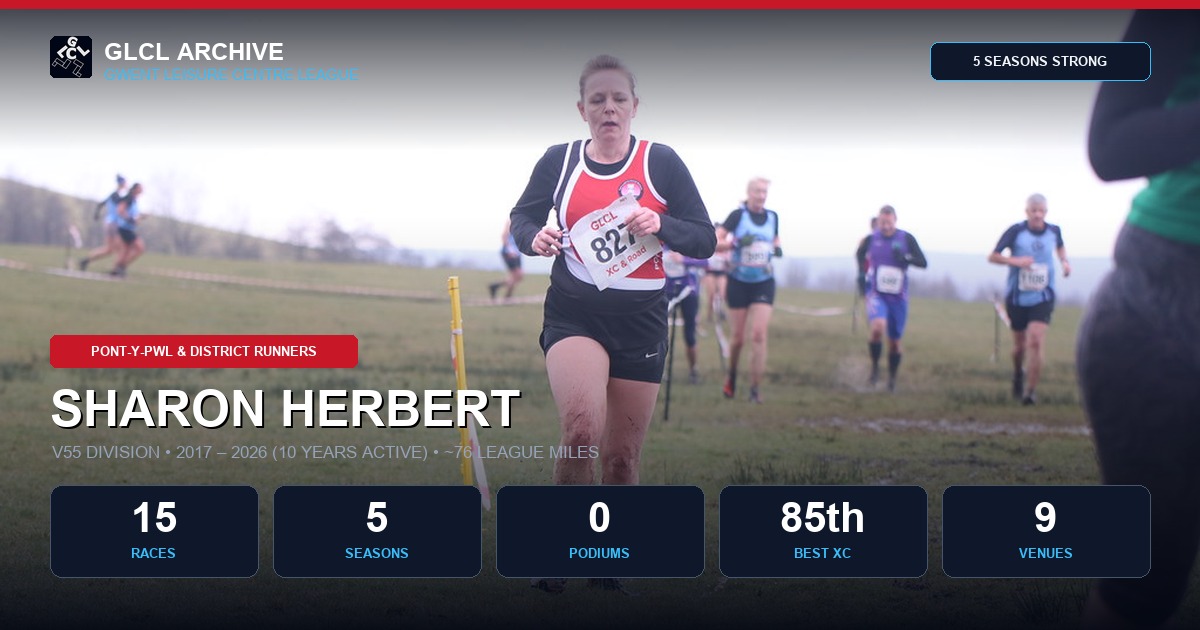 GLCL ARCHIVE
GWENT LEISURE CENTRE LEAGUE
5 SEASONS STRONG
GLCL
827
XC & Road
PONT-Y-PWL & DISTRICT RUNNERS
SHARON HERBERT
V55 DIVISION • 2017 – 2026 (10 YEARS ACTIVE) • ~76 LEAGUE MILES
15
RACES
5
SEASONS
0
PODIUMS
85th
BEST XC
9
VENUES